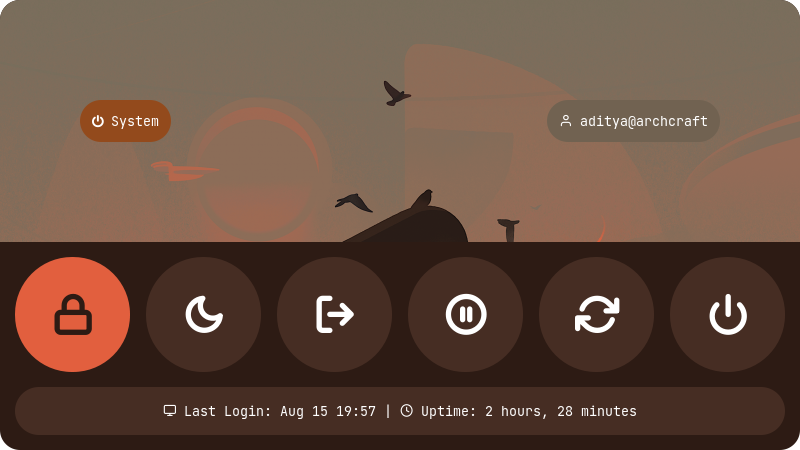 System
aditya@archcraft
Last Login: Aug 15 19:57 | Uptime: 2 hours, 28 minutes